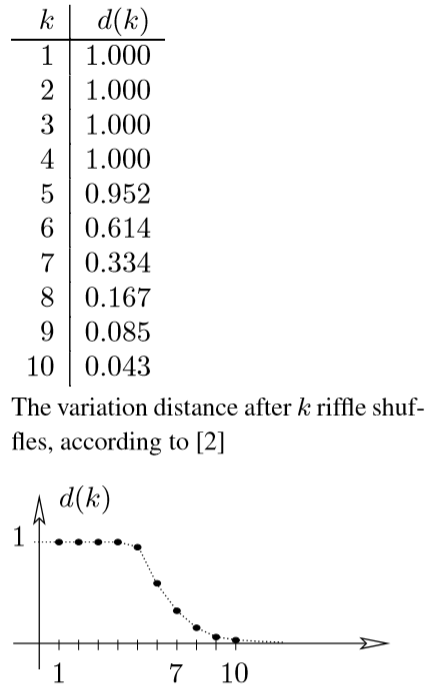 k d(k)
1 1.000
2 1.000
3 1.000
4 1.000
5 0.952
6 0.614
7 0.334
8 0.167
9 0.085
10 0.043
The variation distance after k riffle shuf-
fles, according to [2]
d(k)
1
1 7 10